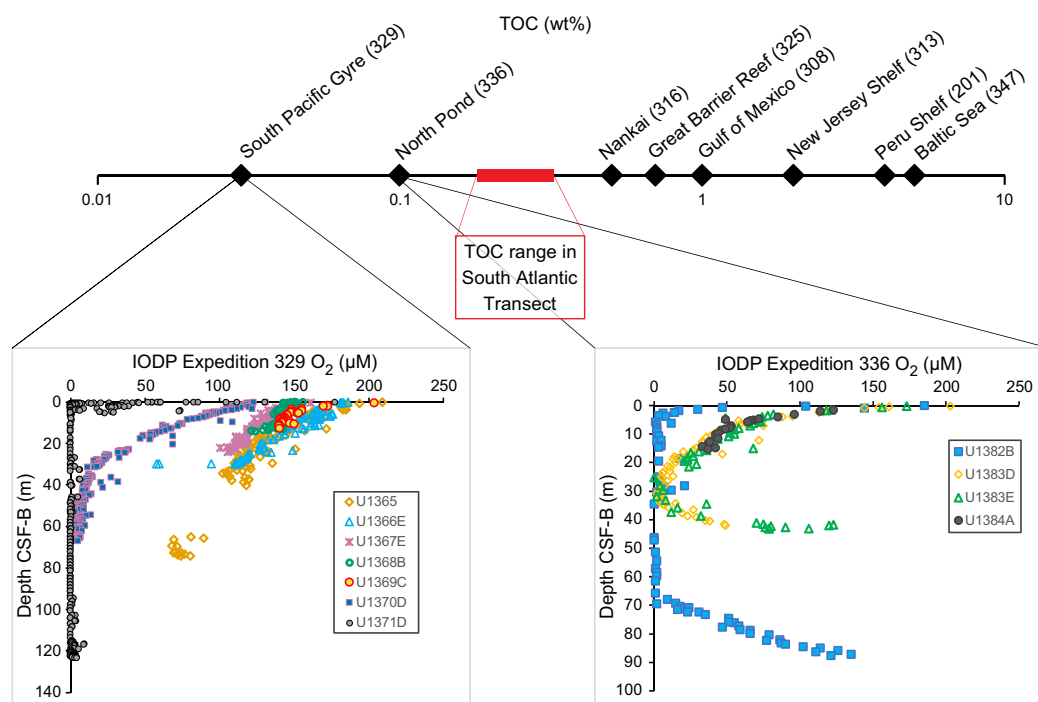 TOC (wt%)
South Pacific Gyre (329)
North Pond (336)
Nankai (316)
Great Barrier Reef (325)
Gulf of Mexico (308)
New Jersey Shelf (313)
Peru Shelf (201)
Baltic Sea (347)
0.01
0.1
1
10
TOC range in
South Atlantic
Transect
IODP Expedition 329 O2 (µM)
0
50
100
150
200
250
0
20
40
60
80
100
120
140
Depth CSF-B (m)
U1365
U1366E
U1367E
U1368B
U1369C
U1370D
U1371D
IODP Expedition 336 O2 (µM)
0
50
100
150
200
250
0
10
20
30
40
50
60
70
80
90
100
Depth CSF-B (m)
U1382B
U1383D
U1383E
U1384A